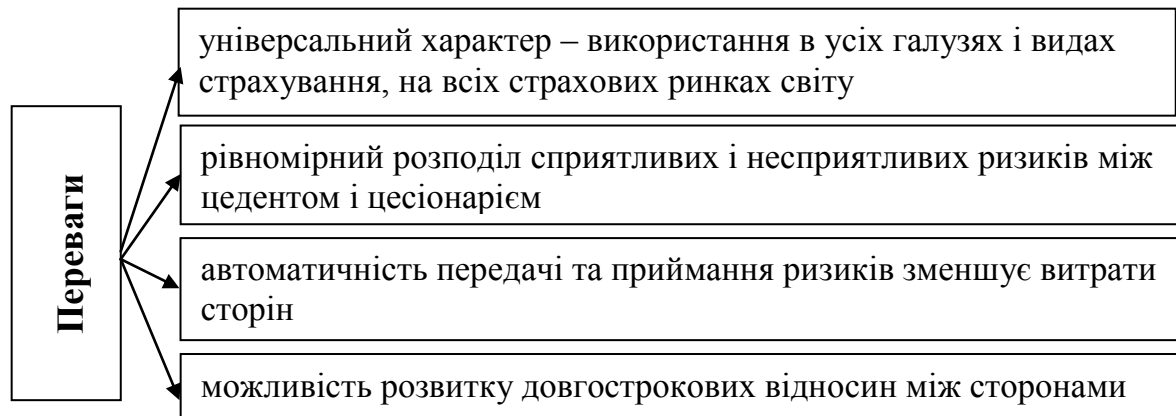 універсальний характер – використання в усіх галузях і видах
страхування, на всіх страхових ринках світу
Переваги
рівномірний розподіл сприятливих і несприятливих ризиків між
цедентом і цесіонарієм
автоматичність передачі та приймання ризиків зменшує витрати
сторін
можливість розвитку довгострокових відносин між сторонами